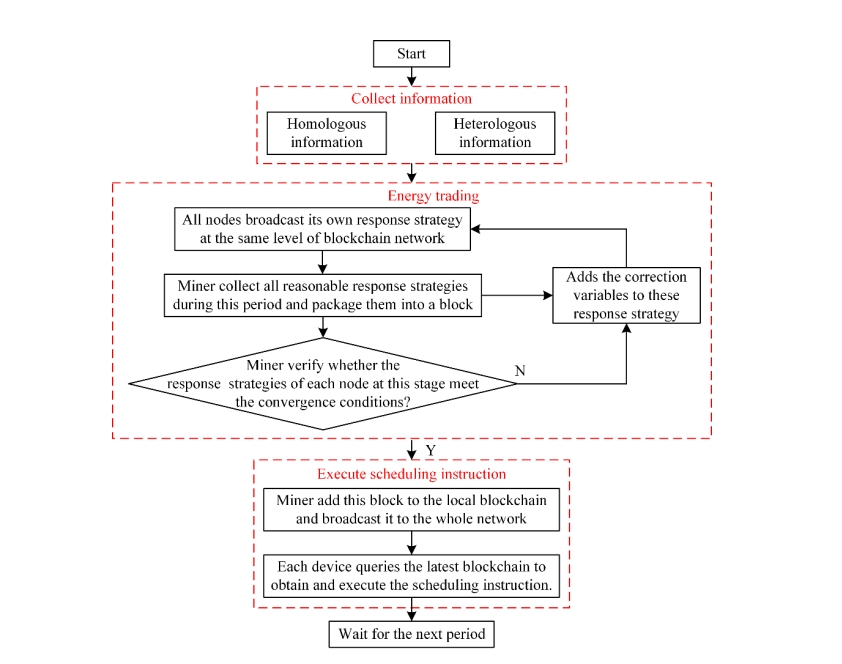 Start
Collect information
Homologous
information
Heterologous
information
Energy trading
All nodes broadcast its own response strategy
at the same level of blockchain network
Miner collect all reasonable response strategies
during this period and package them into a block
Adds the correction
variables to these
response strategy
Miner verify whether the
response strategies of each node at this stage meet
the convergence conditions?
N
Y
Execute scheduling instruction
Miner add this block to the local blockchain
and broadcast it to the whole network
Each device queries the latest blockchain to
obtain and execute the scheduling instruction.
Wait for the next period